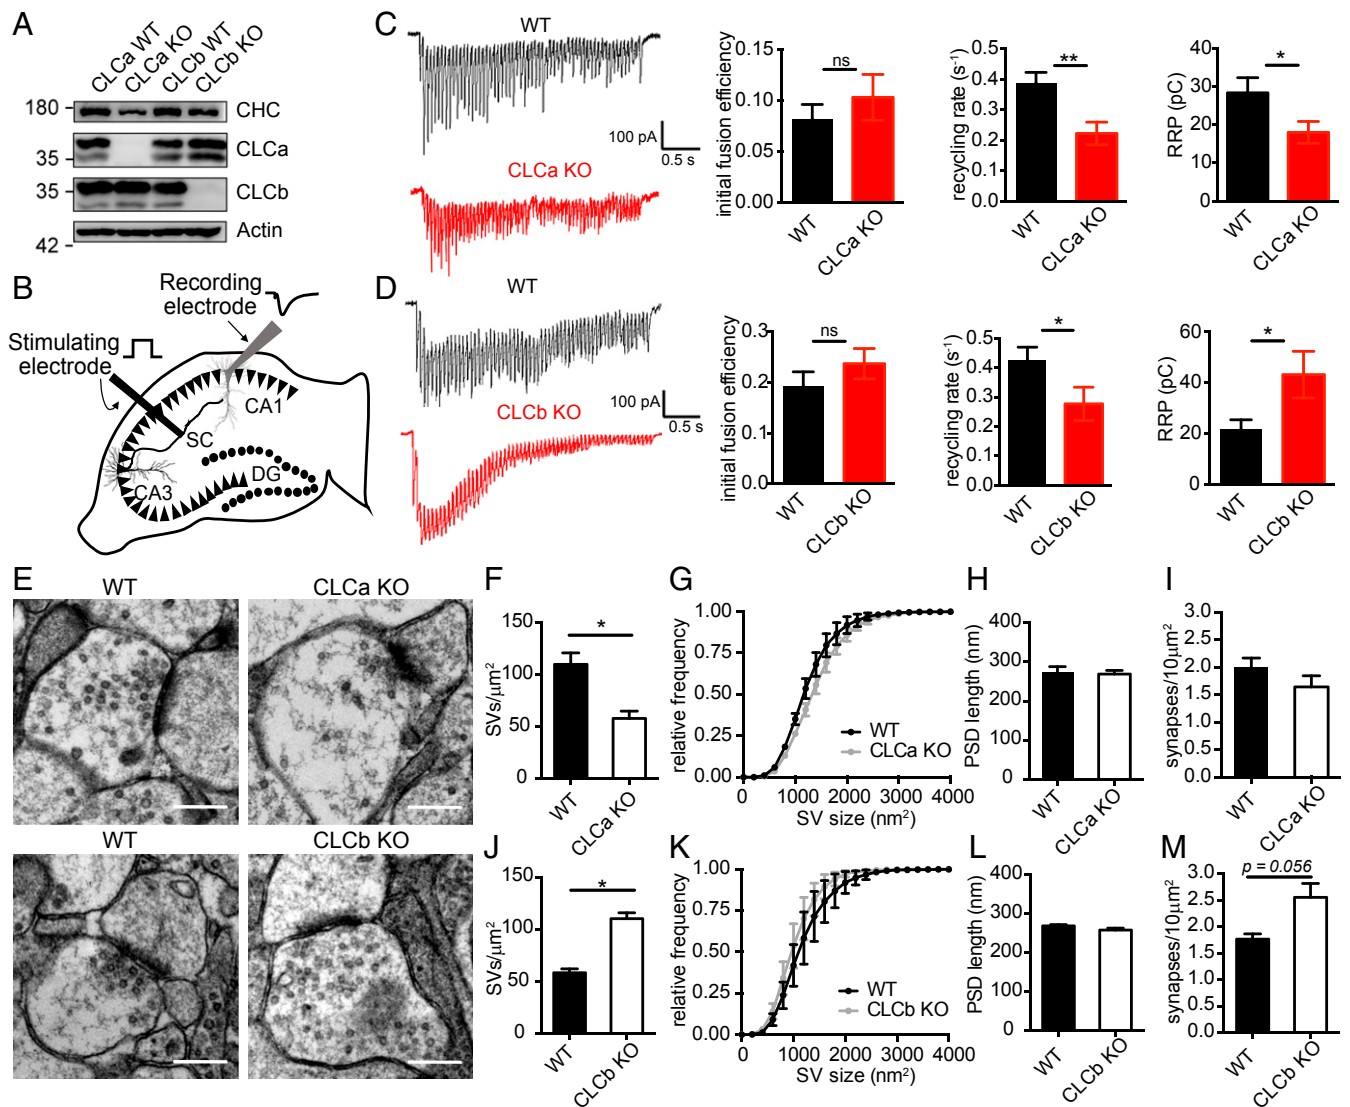 A
CLCa WT
CLCa KO
CLCb WT
CLCb KO
180
CHC
35
CLCa
35
CLCb
42
Actin
B
Recording
electrode
Stimulating
electrode
CA1
SC
DG
CA3
C
WT
100 pA
0.5 s
CLCa KO
initial fusion efficiency
0.15
0.10
0.05
0.00
ns
WT
CLCa KO
recycling rate (s-1)
0.5
0.4
0.3
0.2
0.1
0.0
**
WT
CLCa KO
RRP (pC)
40
30
20
10
0
*
WT
CLCa KO
D
WT
100 pA
0.5 s
CLCb KO
initial fusion efficiency
0.3
0.2
0.1
0.0
ns
WT
CLCb KO
recycling rate (s-1)
0.5
0.4
0.3
0.2
0.1
0.0
*
WT
CLCb KO
RRP (pC)
60
40
20
0
*
WT
CLCb KO
E
WT
CLCa KO
WT
CLCb KO
F
SVs/μm2
150
100
50
0
*
WT
CLCa KO
G
relative frequency
1.00
0.75
0.50
0.25
0.00
WT
CLCa KO
0 1000 2000 3000 4000
SV size (nm2)
H
PSD length (nm)
400
300
200
100
0
WT
CLCa KO
I
synapses/10μm2
3.0
2.5
2.0
1.5
1.0
0.5
0.0
WT
CLCa KO
J
SVs/μm2
150
100
50
0
*
WT
CLCb KO
K
relative frequency
1.00
0.75
0.50
0.25
0.00
WT
CLCb KO
0 1000 2000 3000 4000
SV size (nm2)
L
PSD length (nm)
400
300
200
100
0
WT
CLCb KO
M
synapses/10μm2
3.0
2.5
2.0
1.5
1.0
0.5
0.0
p = 0.056
WT
CLCb KO